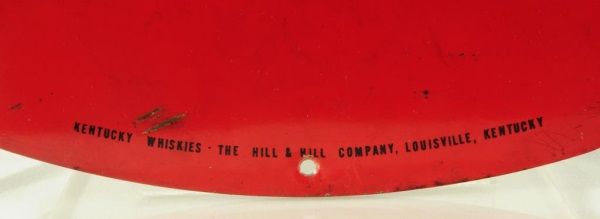 KENTUCKY WHISKIES · THE HILL & HILL COMPANY, LOUISVILLE, KENTUCKY